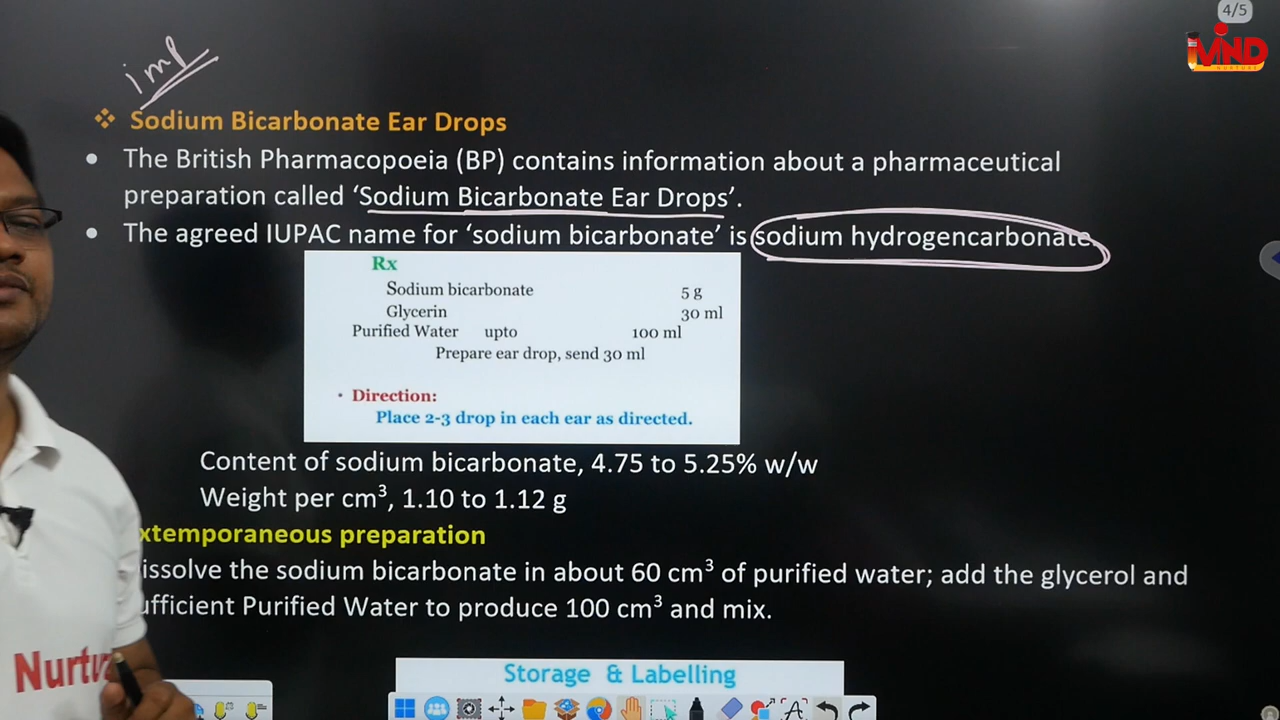 4/5
iMIND
NURTURE
imp
❖ Sodium Bicarbonate Ear Drops
• The British Pharmacopoeia (BP) contains information about a pharmaceutical
preparation called ‘Sodium Bicarbonate Ear Drops’.
• The agreed IUPAC name for ‘sodium bicarbonate’ is sodium hydrogencarbonate.
Rx
Sodium bicarbonate 5 g
Glycerin 30 ml
Purified Water upto 100 ml
Prepare ear drop, send 30 ml
• Direction:
Place 2-3 drop in each ear as directed.
Content of sodium bicarbonate, 4.75 to 5.25% w/w
Weight per cm³, 1.10 to 1.12 g
xtemporaneous preparation
issolve the sodium bicarbonate in about 60 cm³ of purified water; add the glycerol and
ufficient Purified Water to produce 100 cm³ and mix.
Nurtu
Storage & Labelling